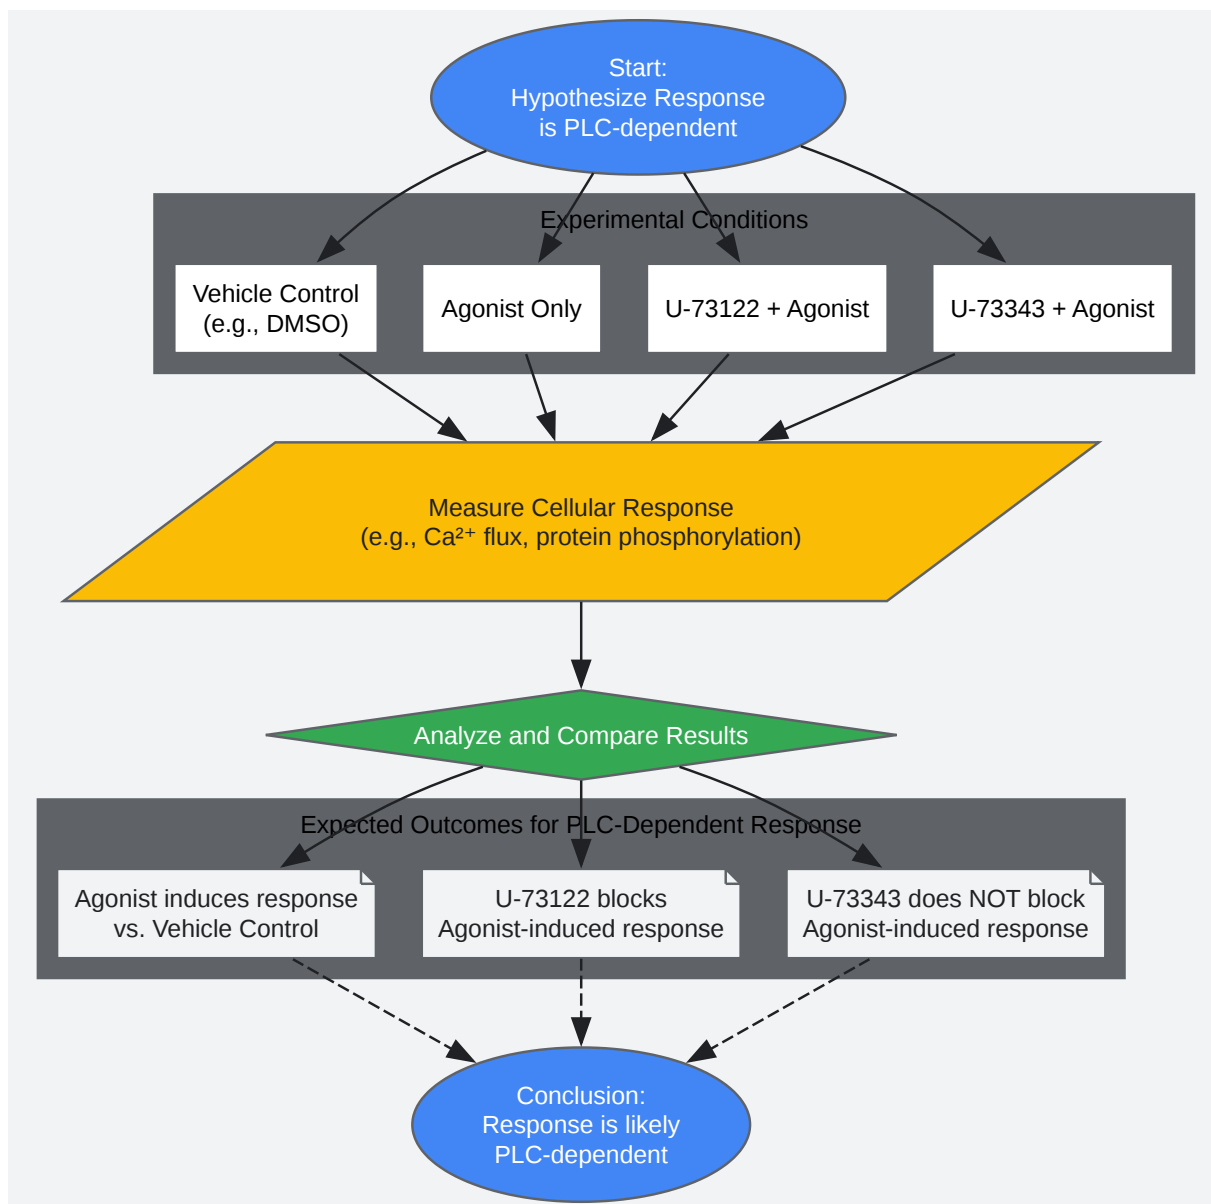 Start:
Hypothesize Response
is PLC-dependent
Experimental Conditions
Vehicle Control
(e.g., DMSO)
Agonist Only
U-73122 + Agonist
U-73343 + Agonist
Measure Cellular Response
(e.g., Ca²⁺ flux, protein phosphorylation)
Analyze and Compare Results
Expected Outcomes for PLC-Dependent Response
Agonist induces response
vs. Vehicle Control
U-73122 blocks
Agonist-induced response
U-73343 does NOT block
Agonist-induced response
Conclusion:
Response is likely
PLC-dependent